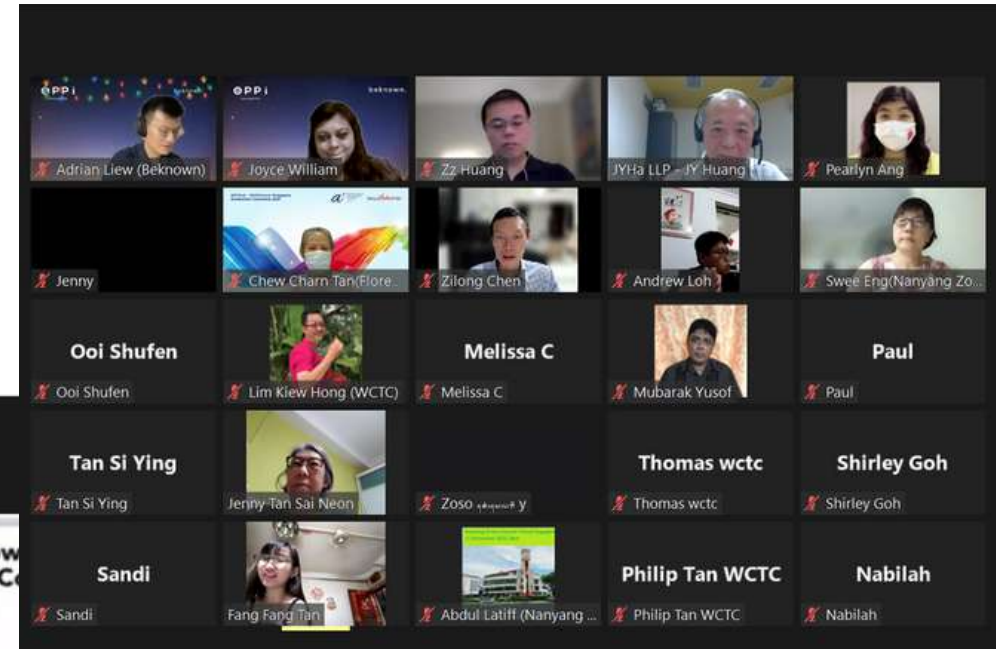 OPPi
beknown.
OPPi
beknown.
Adrian Liew (Beknown)
Joyce William
Zz Huang
JYHa LLP - JY Huang
Pearlyn Ang
Jenny
Chew Charn Tan(Flore...
Zilong Chen
Andrew Loh
Swee Eng(Nanyang Zo...
Ooi Shufen
Melissa C
Paul
Ooi Shufen
Lim Kiew Hong (WCTC)
Melissa C
Mubarak Yusof
Paul
Tan Si Ying
Thomas wctc
Shirley Goh
Tan Si Ying
Jenny Tan Sai Neon
Zoso
y
Thomas wctc
Shirley Goh
Sandi
Philip Tan WCTC
Nabilah
Sandi
Fang Fang Tan
Abdul Latiff (Nanyang ...
Philip Tan WCTC
Nabilah